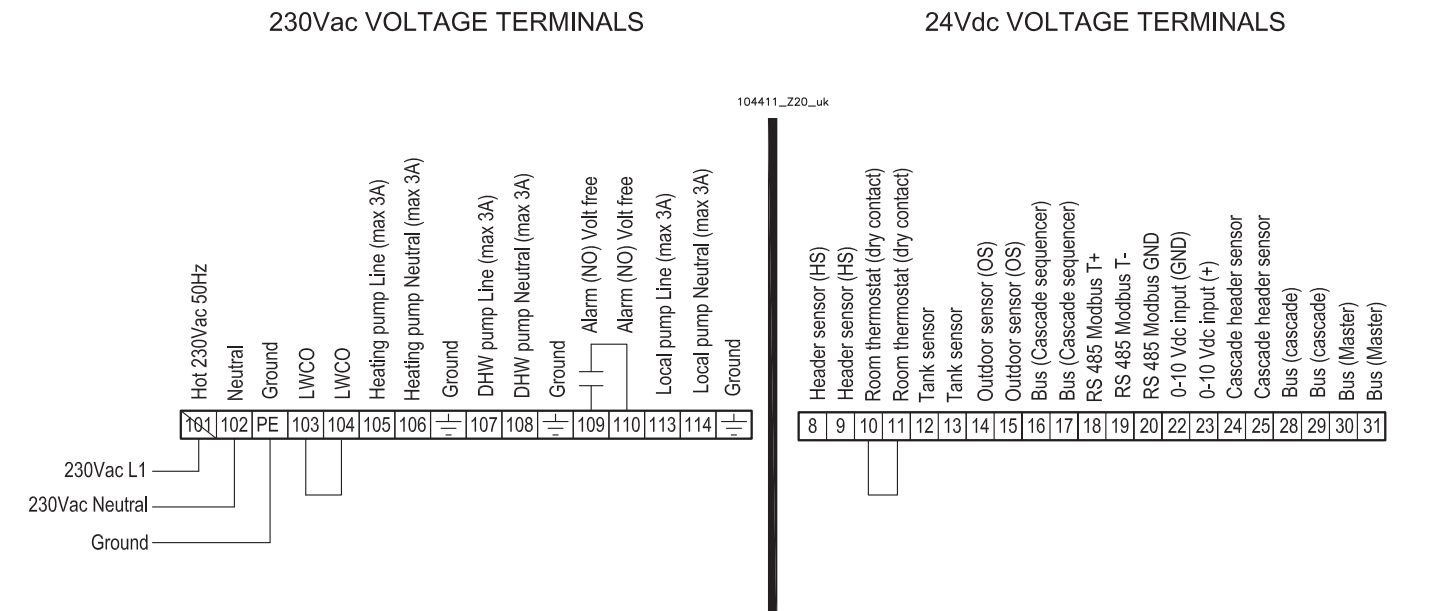 230Vac VOLTAGE TERMINALS
24Vdc VOLTAGE TERMINALS
104411_Z20_uk
Hot 230Vac 50Hz
Neutral
Ground
LWCO
LWCO
Heating pump Line (max 3A)
Heating pump Neutral (max 3A)
Ground
DHW pump Line (max 3A)
DHW pump Neutral (max 3A)
Ground
Alarm (NO) Volt free
Alarm (NO) Volt free
Local pump Line (max 3A)
Local pump Neutral (max 3A)
Ground
101 102 PE 103 104 105 106 107 108 109 110 113 114
230Vac L1
230Vac Neutral
Ground
Header sensor (HS)
Header sensor (HS)
Room thermostat (dry contact)
Room thermostat (dry contact)
Tank sensor
Tank sensor
Outdoor sensor (OS)
Outdoor sensor (OS)
Bus (Cascade sequencer)
Bus (Cascade sequencer)
RS 485 Modbus T+
RS 485 Modbus T-
RS 485 Modbus GND
0-10 Vdc input (GND)
0-10 Vdc input (+)
Cascade header sensor
Cascade header sensor
Bus (cascade)
Bus (cascade)
Bus (Master)
Bus (Master)
8 9 10 11 12 13 14 15 16 17 18 19 20 22 23 24 25 28 29 30 31